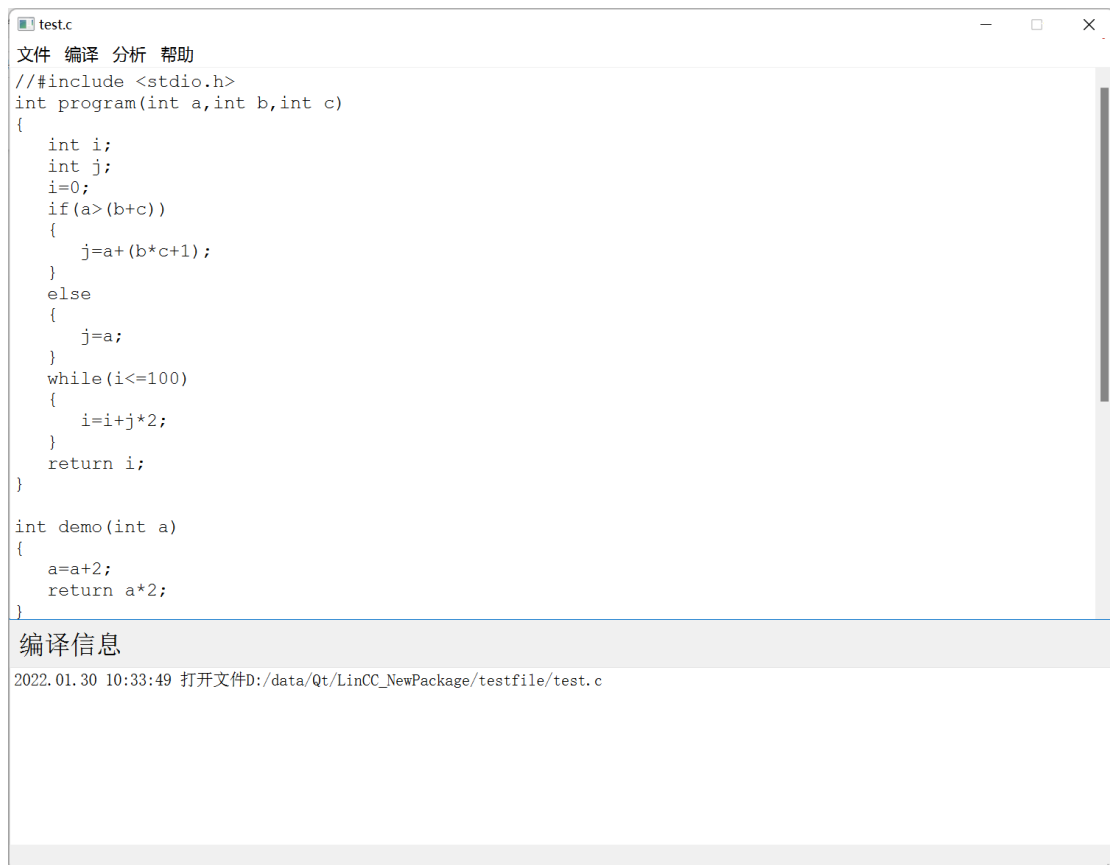 test.c
文件 编译 分析 帮助
//#include <stdio.h>
int program(int a,int b,int c)
{
   int i;
   int j;
   i=0;
   if(a>(b+c))
   {
      j=a+(b*c+1);
   }
   else
   {
      j=a;
   }
   while(i<=100)
   {
      i=i+j*2;
   }
   return i;
}

int demo(int a)
{
   a=a+2;
   return a*2;
}
编译信息
2022.01.30 10:33:49 打开文件D:/data/Qt/LinCC_NewPackage/testfile/test.c